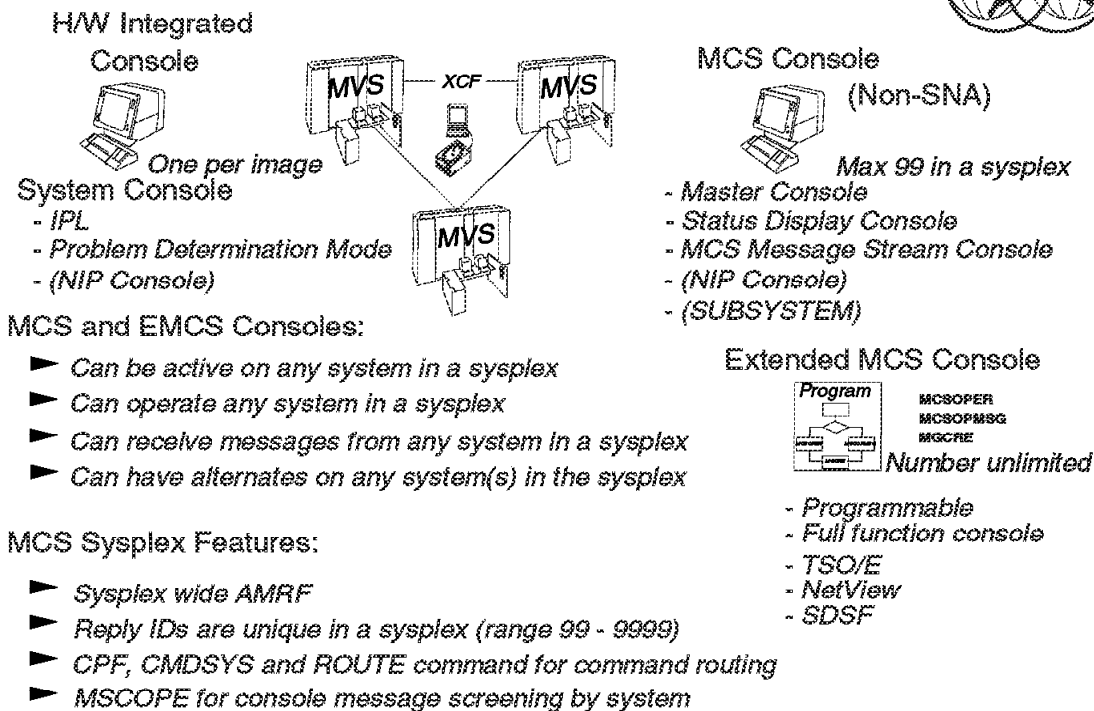 H/W Integrated
Console
One per image
System Console
- IPL
- Problem Determination Mode
- (NIP Console)
MVS
XCF
MVS
MVS
MCS Console
(Non-SNA)
Max 99 in a sysplex
- Master Console
- Status Display Console
- MCS Message Stream Console
- (NIP Console)
- (SUBSYSTEM)
MCS and EMCS Consoles:
► Can be active on any system in a sysplex
► Can operate any system in a sysplex
► Can receive messages from any system in a sysplex
► Can have alternates on any system(s) in the sysplex
Extended MCS Console
Program
MCSOPER
MCSOPMSG
MGCRE
Number unlimited
- Programmable
- Full function console
- TSO/E
- NetView
- SDSF
MCS Sysplex Features:
► Sysplex wide AMRF
► Reply IDs are unique in a sysplex (range 99 - 9999)
► CPF, CMDSYS and ROUTE command for command routing
► MSCOPE for console message screening by system